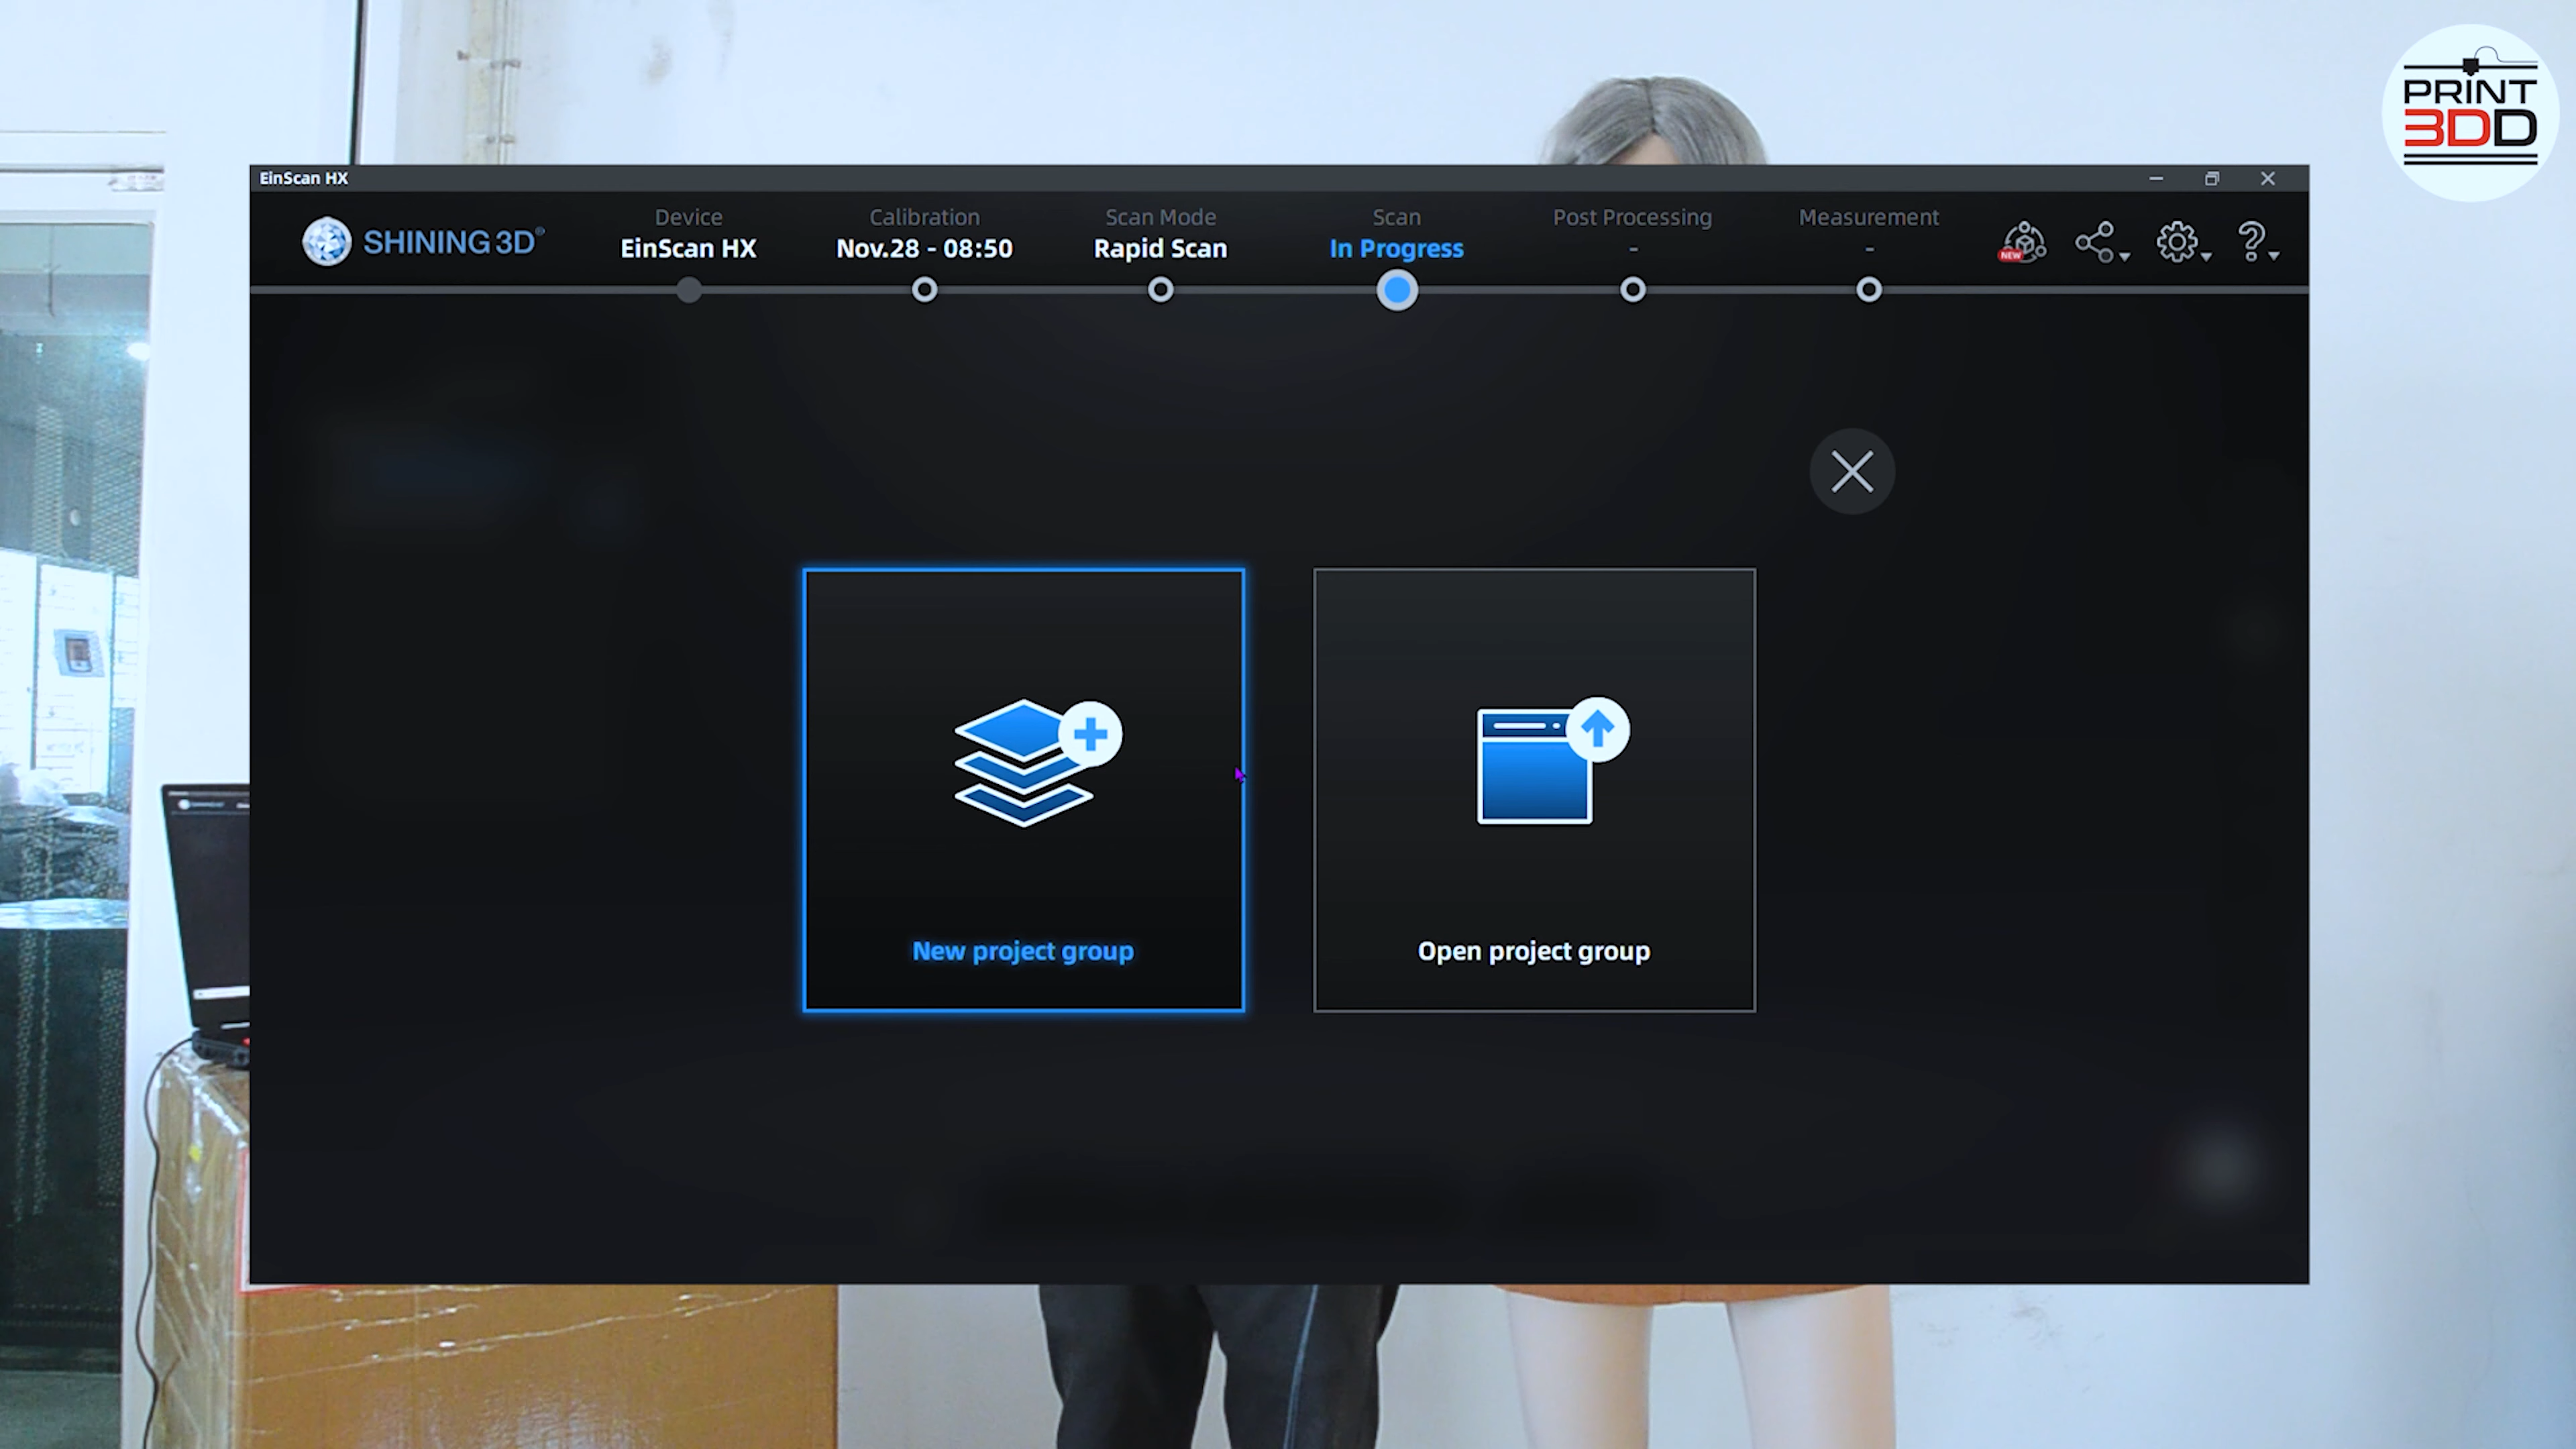 PRINT
3DD
EinScan HX
SHINING 3D®
Device
EinScan HX
Calibration
Nov.28 - 08:50
Scan Mode
Rapid Scan
Scan
In Progress
Post Processing
-
Measurement
-
NEW
New project group
Open project group